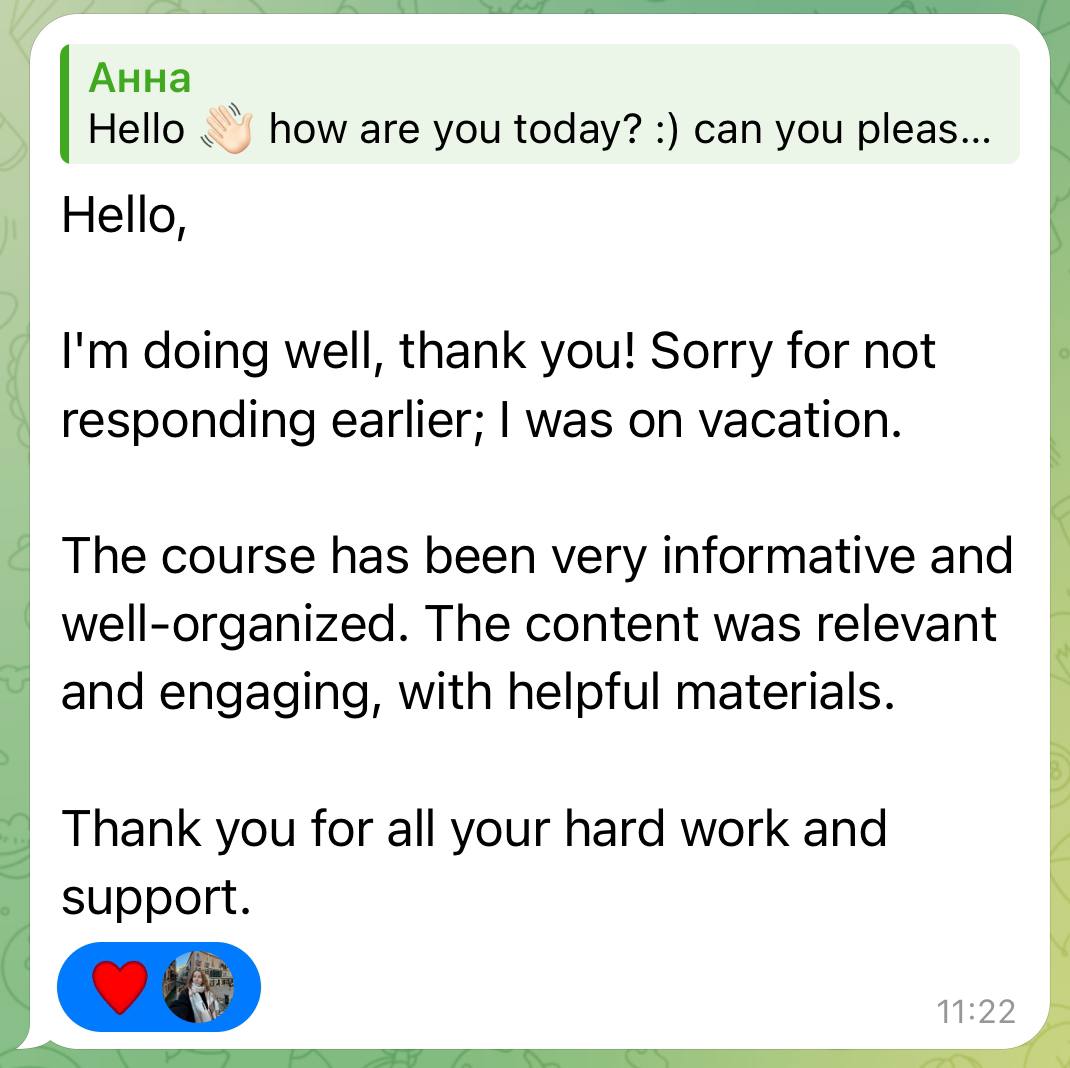 Анна
Hello 👋🏻 how are you today? :) can you pleas...
Hello,
I'm doing well, thank you! Sorry for not
responding earlier; I was on vacation.
The course has been very informative and
well-organized. The content was relevant
and engaging, with helpful materials.
Thank you for all your hard work and
support.
11:22